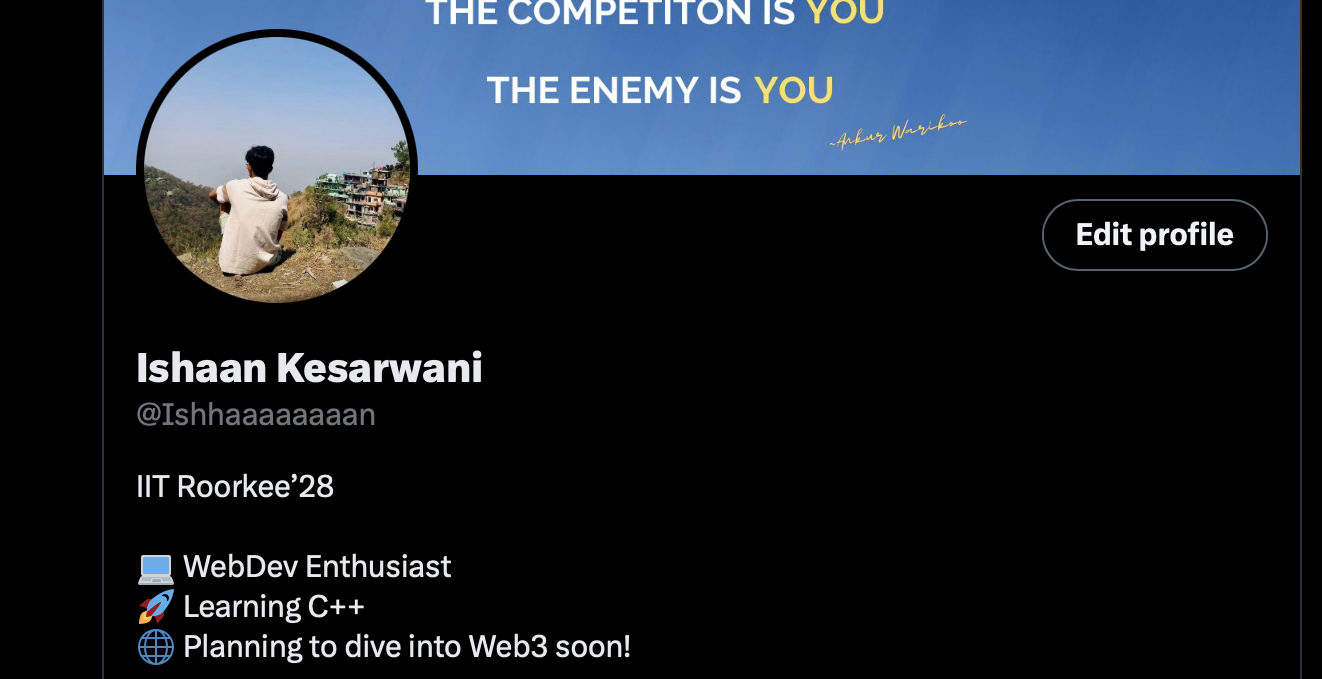 THE COMPETITON IS YOU
THE ENEMY IS YOU
~Ankur Warikoo
Edit profile
Ishaan Kesarwani
@Ishhaaaaaaaan
IIT Roorkee’28
WebDev Enthusiast
Learning C++
Planning to dive into Web3 soon!